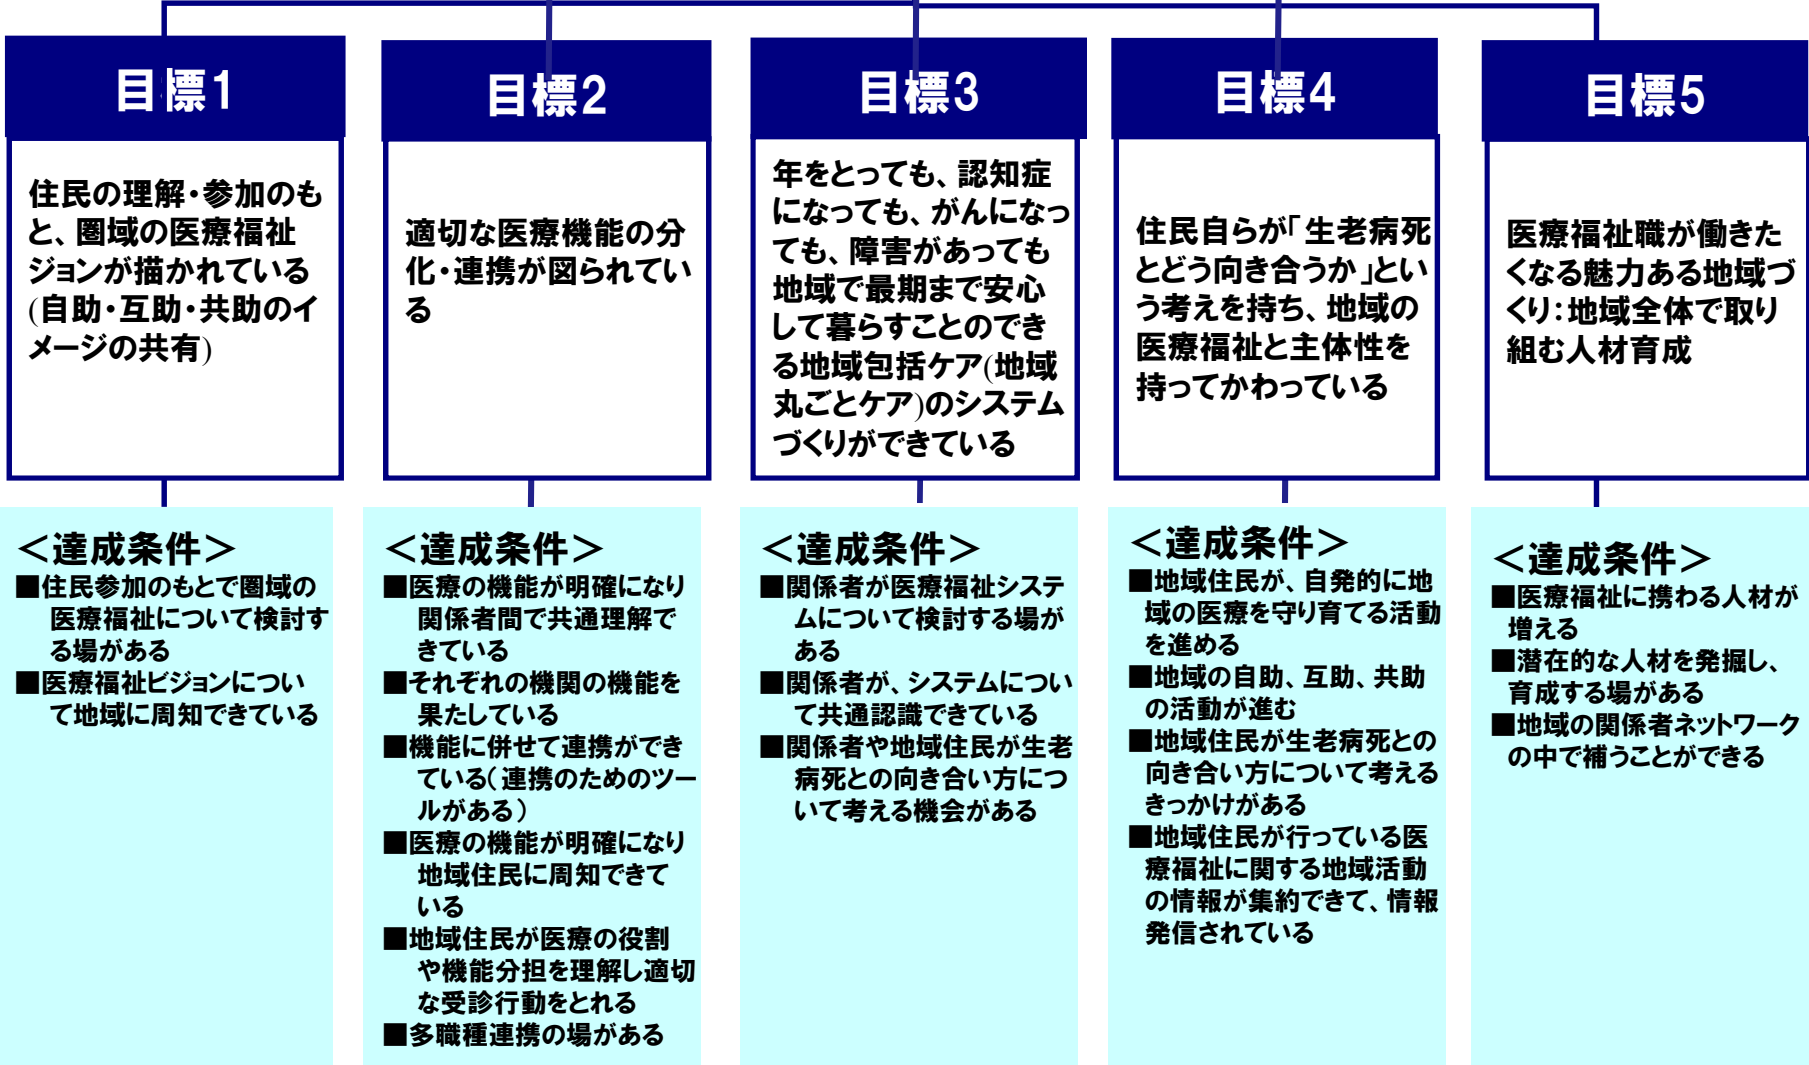 目標1
住民の理解・参加のも
と、圏域の医療福祉
ジョンが描かれている
(自助・互助・共助のイ
メージの共有)
＜達成条件＞
■住民参加のもとで圏域の
医療福祉について検討す
る場がある
■医療福祉ビジョンについ
て地域に周知できている
目標2
適切な医療機能の分
化・連携が図られてい
る
＜達成条件＞
■医療の機能が明確になり
関係者間で共通理解で
きている
■それぞれの機関の機能を
果たしている
■機能に併せて連携ができ
ている（連携のためのツー
ルがある）
■医療の機能が明確になり
地域住民に周知できて
いる
■地域住民が医療の役割
や機能分担を理解し適切
な受診行動をとれる
■多職種連携の場がある
目標3
年をとっても、認知症
になっても、がんになっ
ても、障害があっても
地域で最期まで安心
して暮らすことのでき
る地域包括ケア(地域
丸ごとケア)のシステム
づくりができている
＜達成条件＞
■関係者が医療福祉システ
ムについて検討する場が
ある
■関係者が、システムについ
て共通認識できている
■関係者や地域住民が生老
病死との向き合い方につ
いて考える機会がある
目標4
住民自らが「生老病死
とどう向き合うか」とい
う考えを持ち、地域の
医療福祉と主体性を
持ってかわっている
＜達成条件＞
■地域住民が、自発的に地
域の医療を守り育てる活動
を進める
■地域の自助、互助、共助
の活動が進む
■地域住民が生老病死との
向き合い方について考える
きっかけがある
■地域住民が行っている医
療福祉に関する地域活動
の情報が集約できて、情報
発信されている
目標5
医療福祉職が働きた
くなる魅力ある地域づ
くり：地域全体で取り
組む人材育成
＜達成条件＞
■医療福祉に携わる人材が
増える
■潜在的な人材を発掘し、
育成する場がある
■地域の関係者ネットワーク
の中で補うことができる